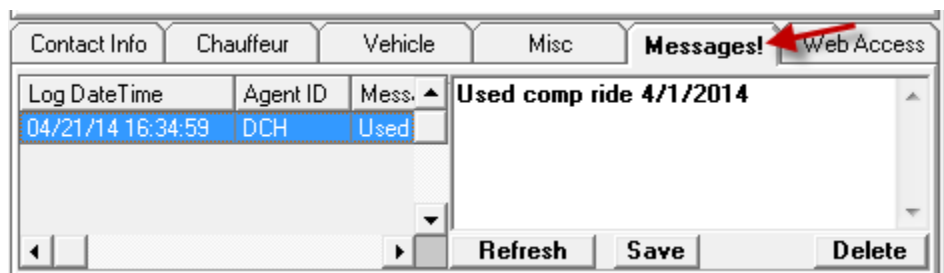 Contact Info Chauffeur Vehicle Misc Messages! Web Access
Log DateTime Agent ID Mess. Used comp ride 4/1/2014
04/21/14 16:34:59 DCH Used
Refresh Save Delete